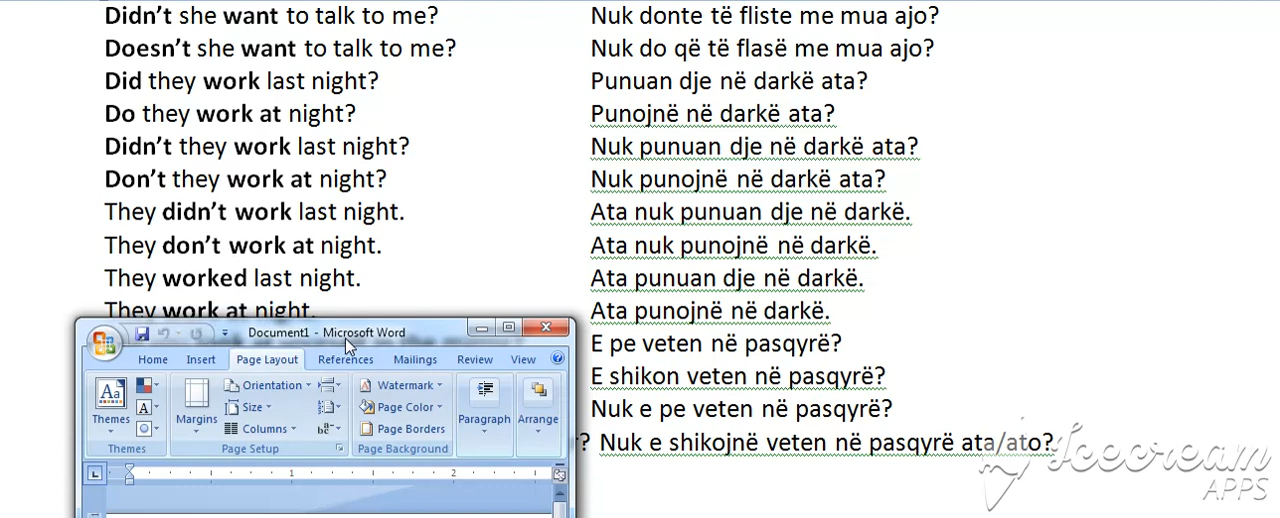 Didn't she want to talk to me? Nuk donte të fliste me mua ajo?
Doesn't she want to talk to me? Nuk do që të flasë me mua ajo?
Did they work last night? Punuan dje në darkë ata?
Do they work at night? Punojnë në darkë ata?
Didn't they work last night? Nuk punuan dje në darkë ata?
Don't they work at night? Nuk punojnë në darkë ata?
They didn't work last night. Ata nuk punuan dje në darkë.
They don't work at night. Ata nuk punojnë në darkë.
They worked last night. Ata punuan dje në darkë.
They work at night. Ata punojnë në darkë.
E pe veten në pasqyrë?
E shikon veten në pasqyrë?
Nuk e pe veten në pasqyrë?
r? Nuk e shikojnë veten në pasqyrë ata/ato?
Document1 - Microsoft Word
Home Insert Page Layout References Mailings Review View
Orientation Watermark
Size Page Color
Themes Margins Columns Page Borders Paragraph Arrange
Themes Page Setup Page Background
1 2
Icecream
APPS